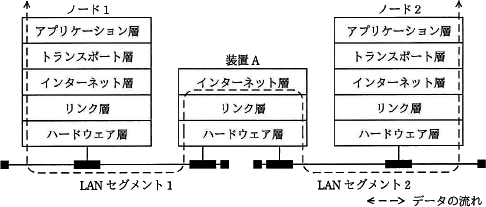 ノード1
アプリケーション層
トランスポート層
インターネット層
リンク層
ハードウェア層
装置A
インターネット層
リンク層
ハードウェア層
ノード2
アプリケーション層
トランスポート層
インターネット層
リンク層
ハードウェア層
LANセグメント1
LANセグメント2
データの流れ